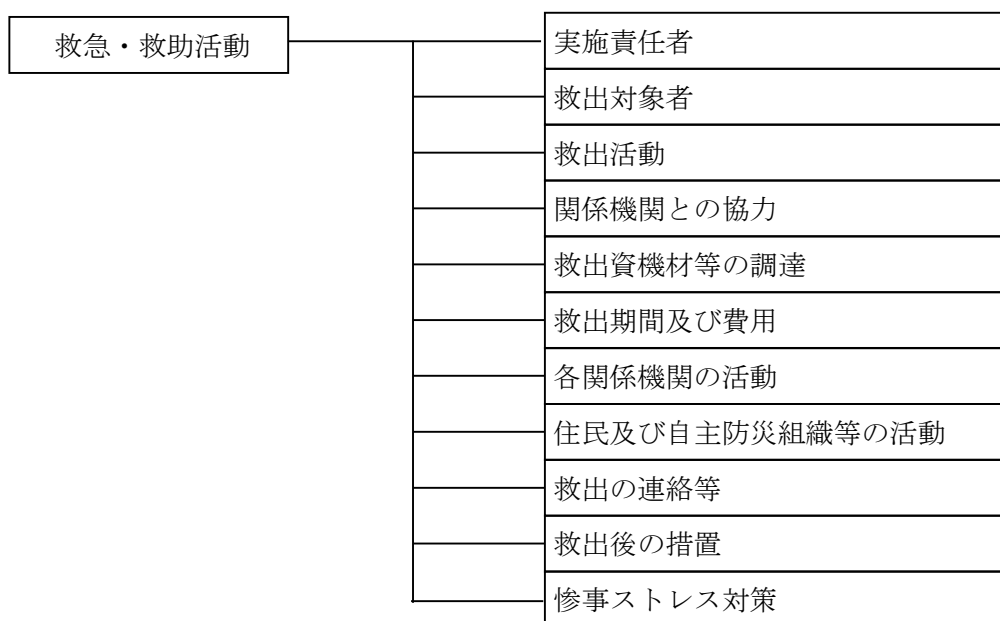 救急・救助活動
実施責任者
救出対象者
救出活動
関係機関との協力
救出資機材等の調達
救出期間及び費用
各関係機関の活動
住民及び自主防災組織等の活動
救出の連絡等
救出後の措置
惨事ストレス対策